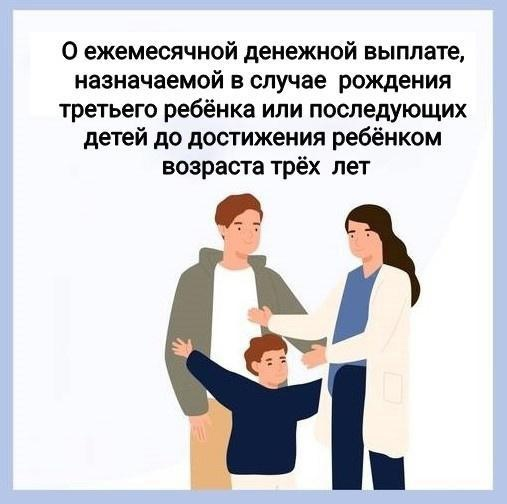 О ежемесячной денежной выплате,
назначаемой в случае рождения
третьего ребёнка или последующих
детей до достижения ребёнком
возраста трёх лет